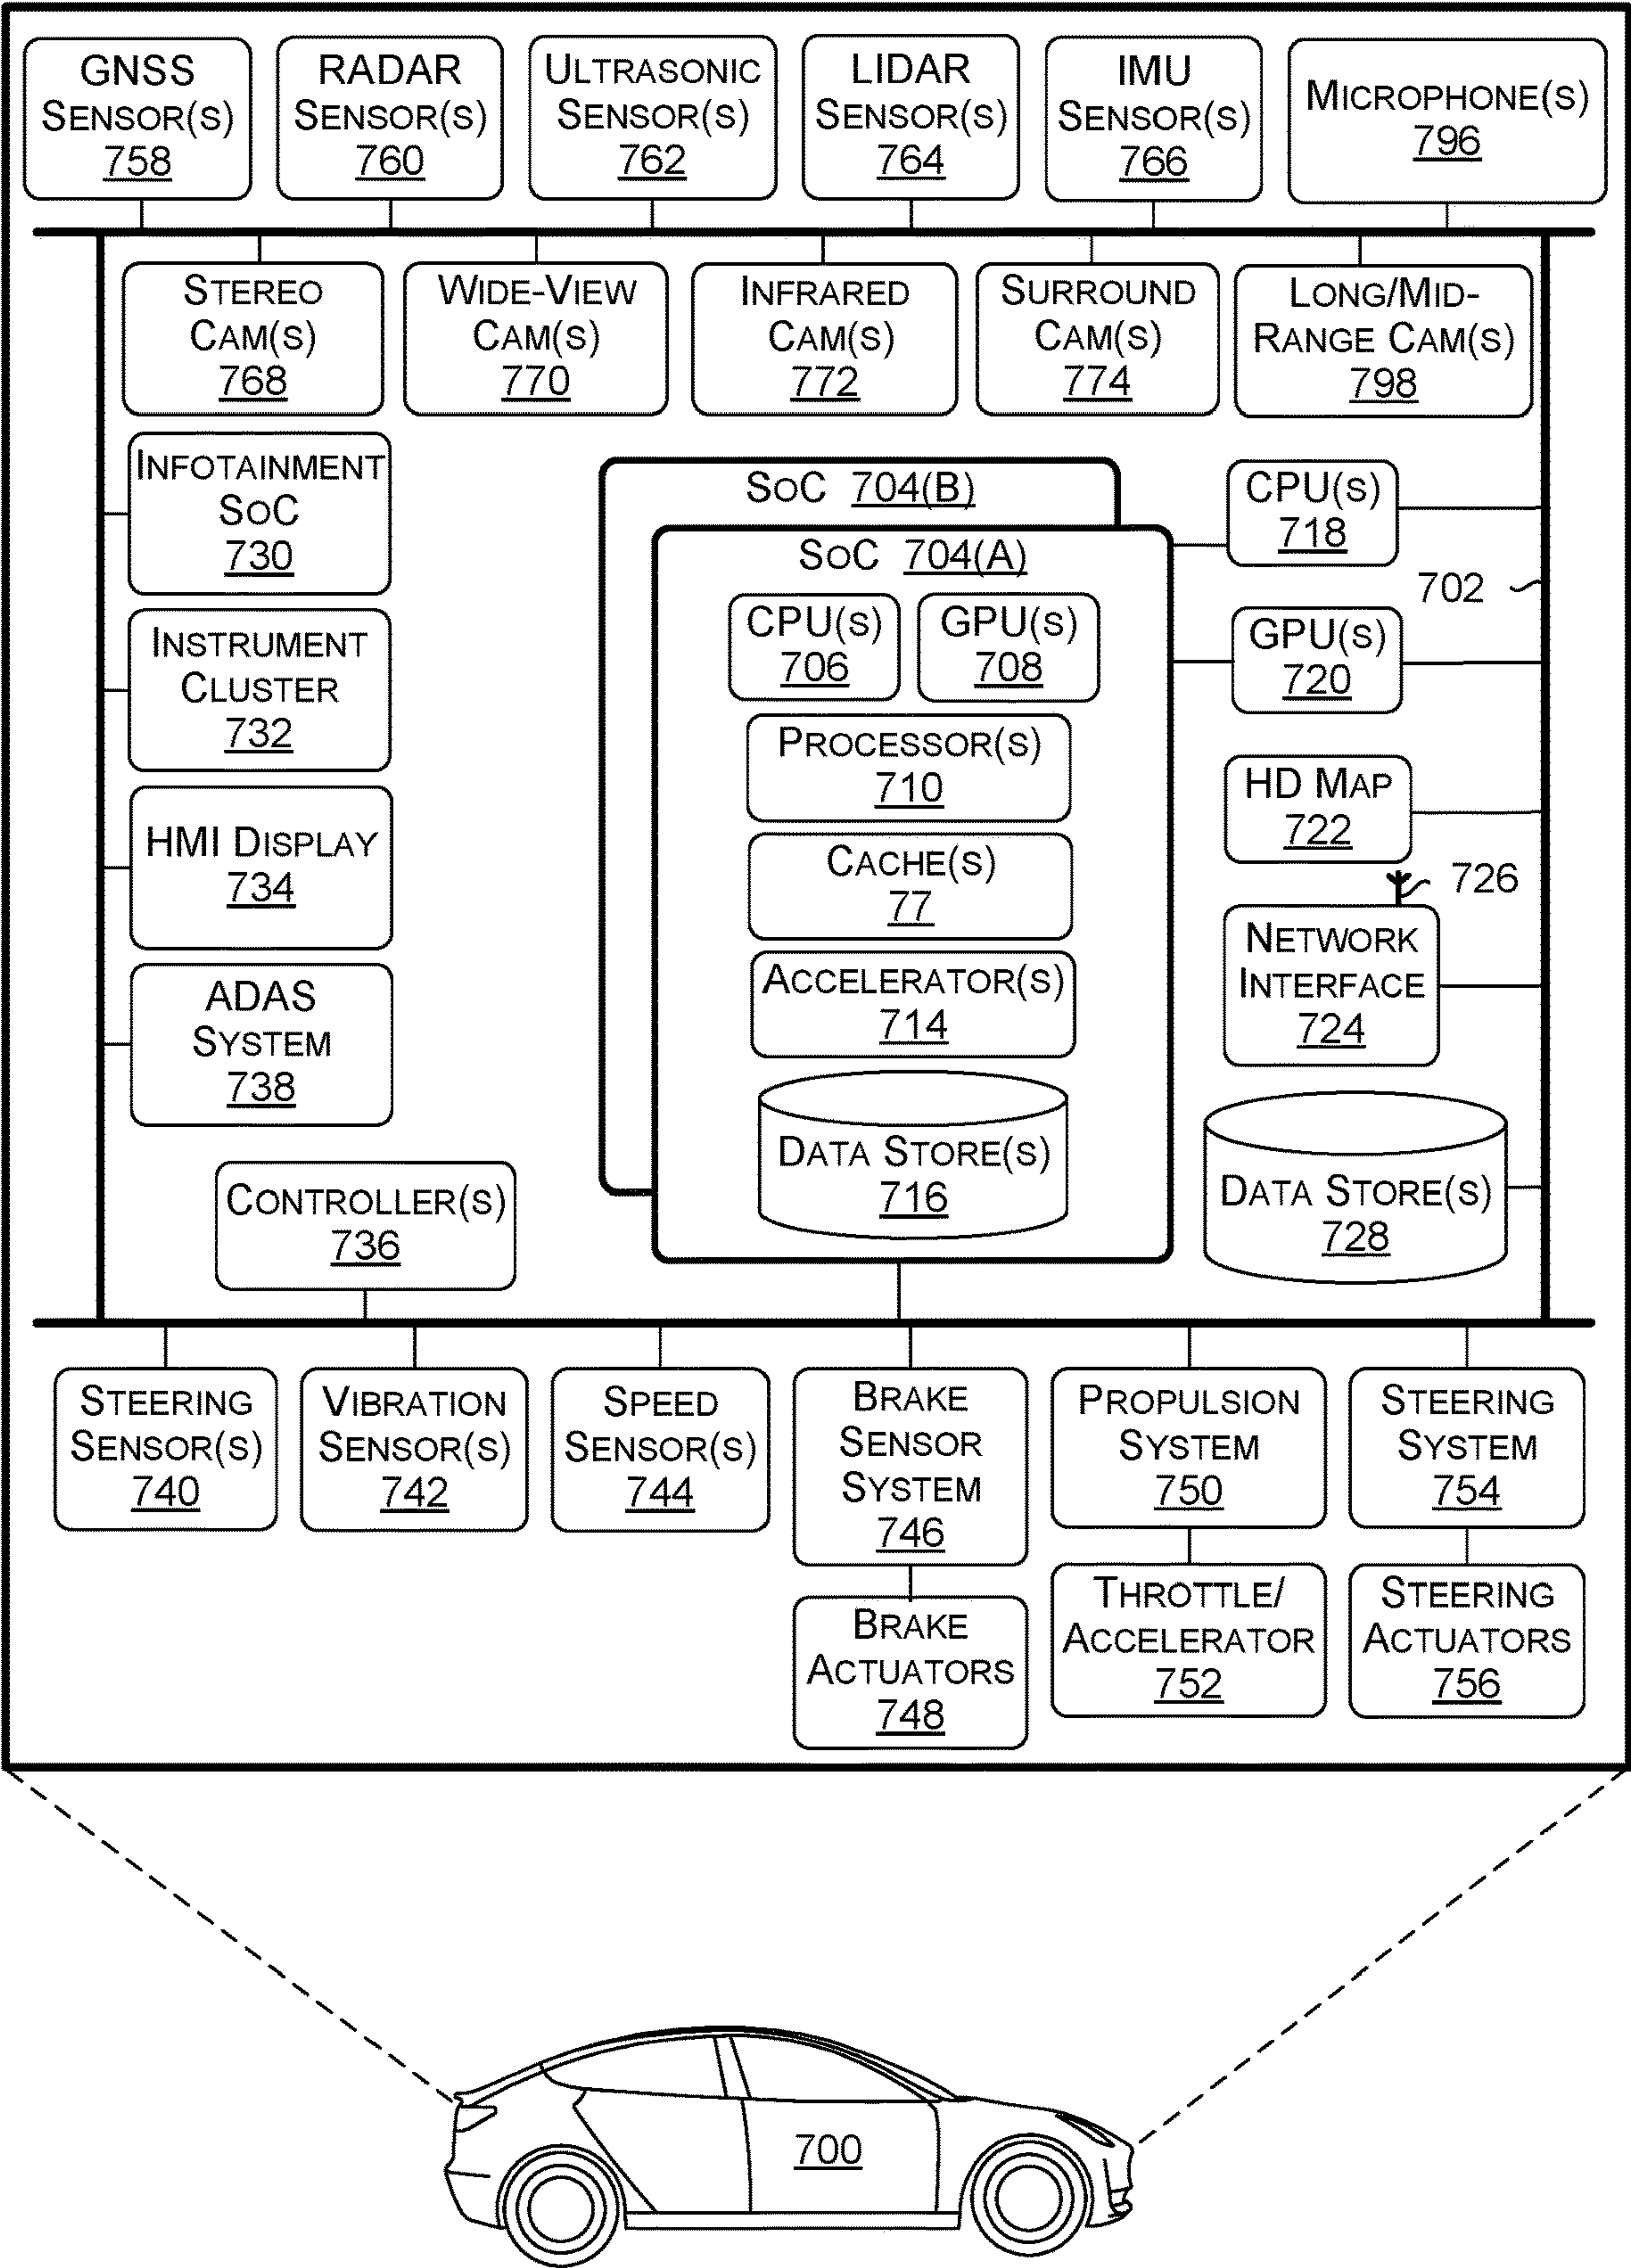 GNSS
SENSOR(S)
758
RADAR
SENSOR(S)
760
ULTRASONIC
SENSOR(S)
762
LIDAR
SENSOR(S)
764
IMU
SENSOR(S)
766
MICROPHONE(S)
796
STEREO
CAM(S)
768
WIDE-VIEW
CAM(S)
770
INFRARED
CAM(S)
772
SURROUND
CAM(S)
774
LONG/MID-
RANGE CAM(S)
798
INFOTAINMENT
SOC
730
INSTRUMENT
CLUSTER
732
HMI DISPLAY
734
ADAS
SYSTEM
738
CONTROLLER(S)
736
SOC 704(B)
SOC 704(A)
CPU(S)
706
GPU(S)
708
PROCESSOR(S)
710
CACHE(S)
77
ACCELERATOR(S)
714
DATA STORE(S)
716
CPU(S)
718
702
GPU(S)
720
HD MAP
722
726
NETWORK
INTERFACE
724
DATA STORE(S)
728
STEERING
SENSOR(S)
740
VIBRATION
SENSOR(S)
742
SPEED
SENSOR(S)
744
BRAKE
SENSOR
SYSTEM
746
PROPULSION
SYSTEM
750
STEERING
SYSTEM
754
BRAKE
ACTUATORS
748
THROTTLE/
ACCELERATOR
752
STEERING
ACTUATORS
756
700